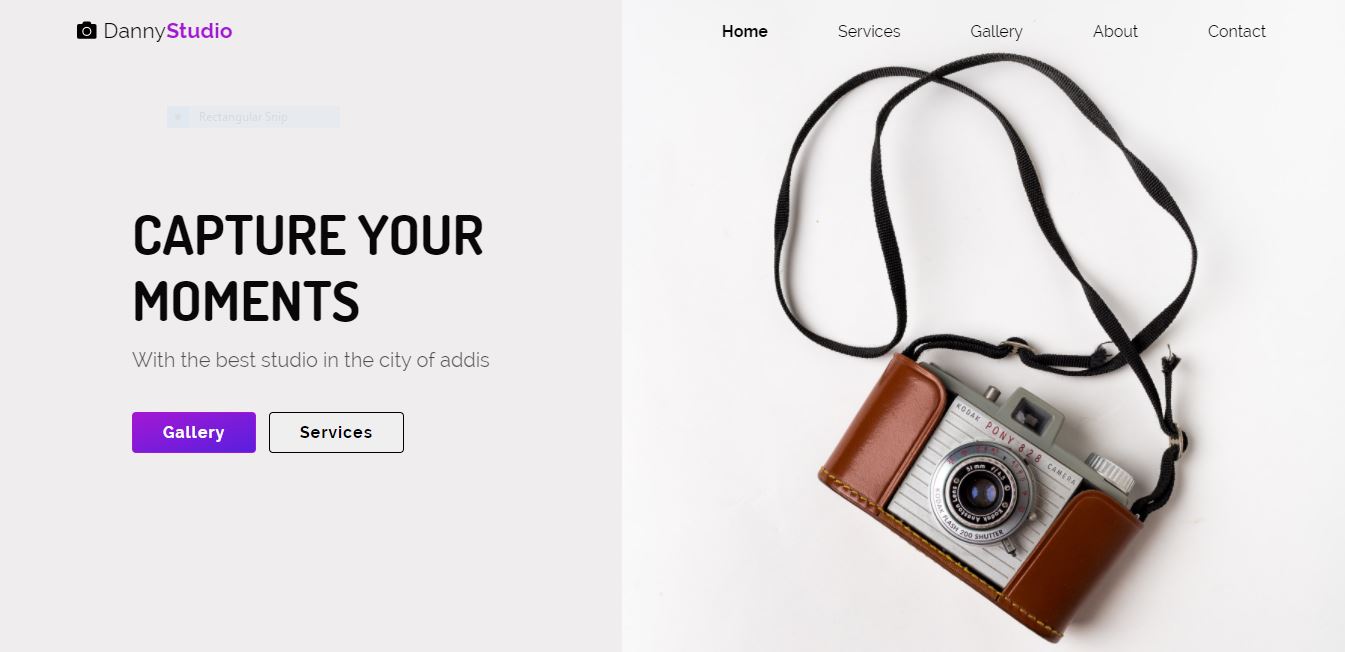 DannyStudio
Home Services Gallery About Contact
Rectangular Snip
CAPTURE YOUR
MOMENTS
With the best studio in the city of addis
Gallery Services
KODAK PONY 828 CAMERA
51mm f/4.5
Kodak Anaston Lens
KODAK FLASH 200 SHUTTER